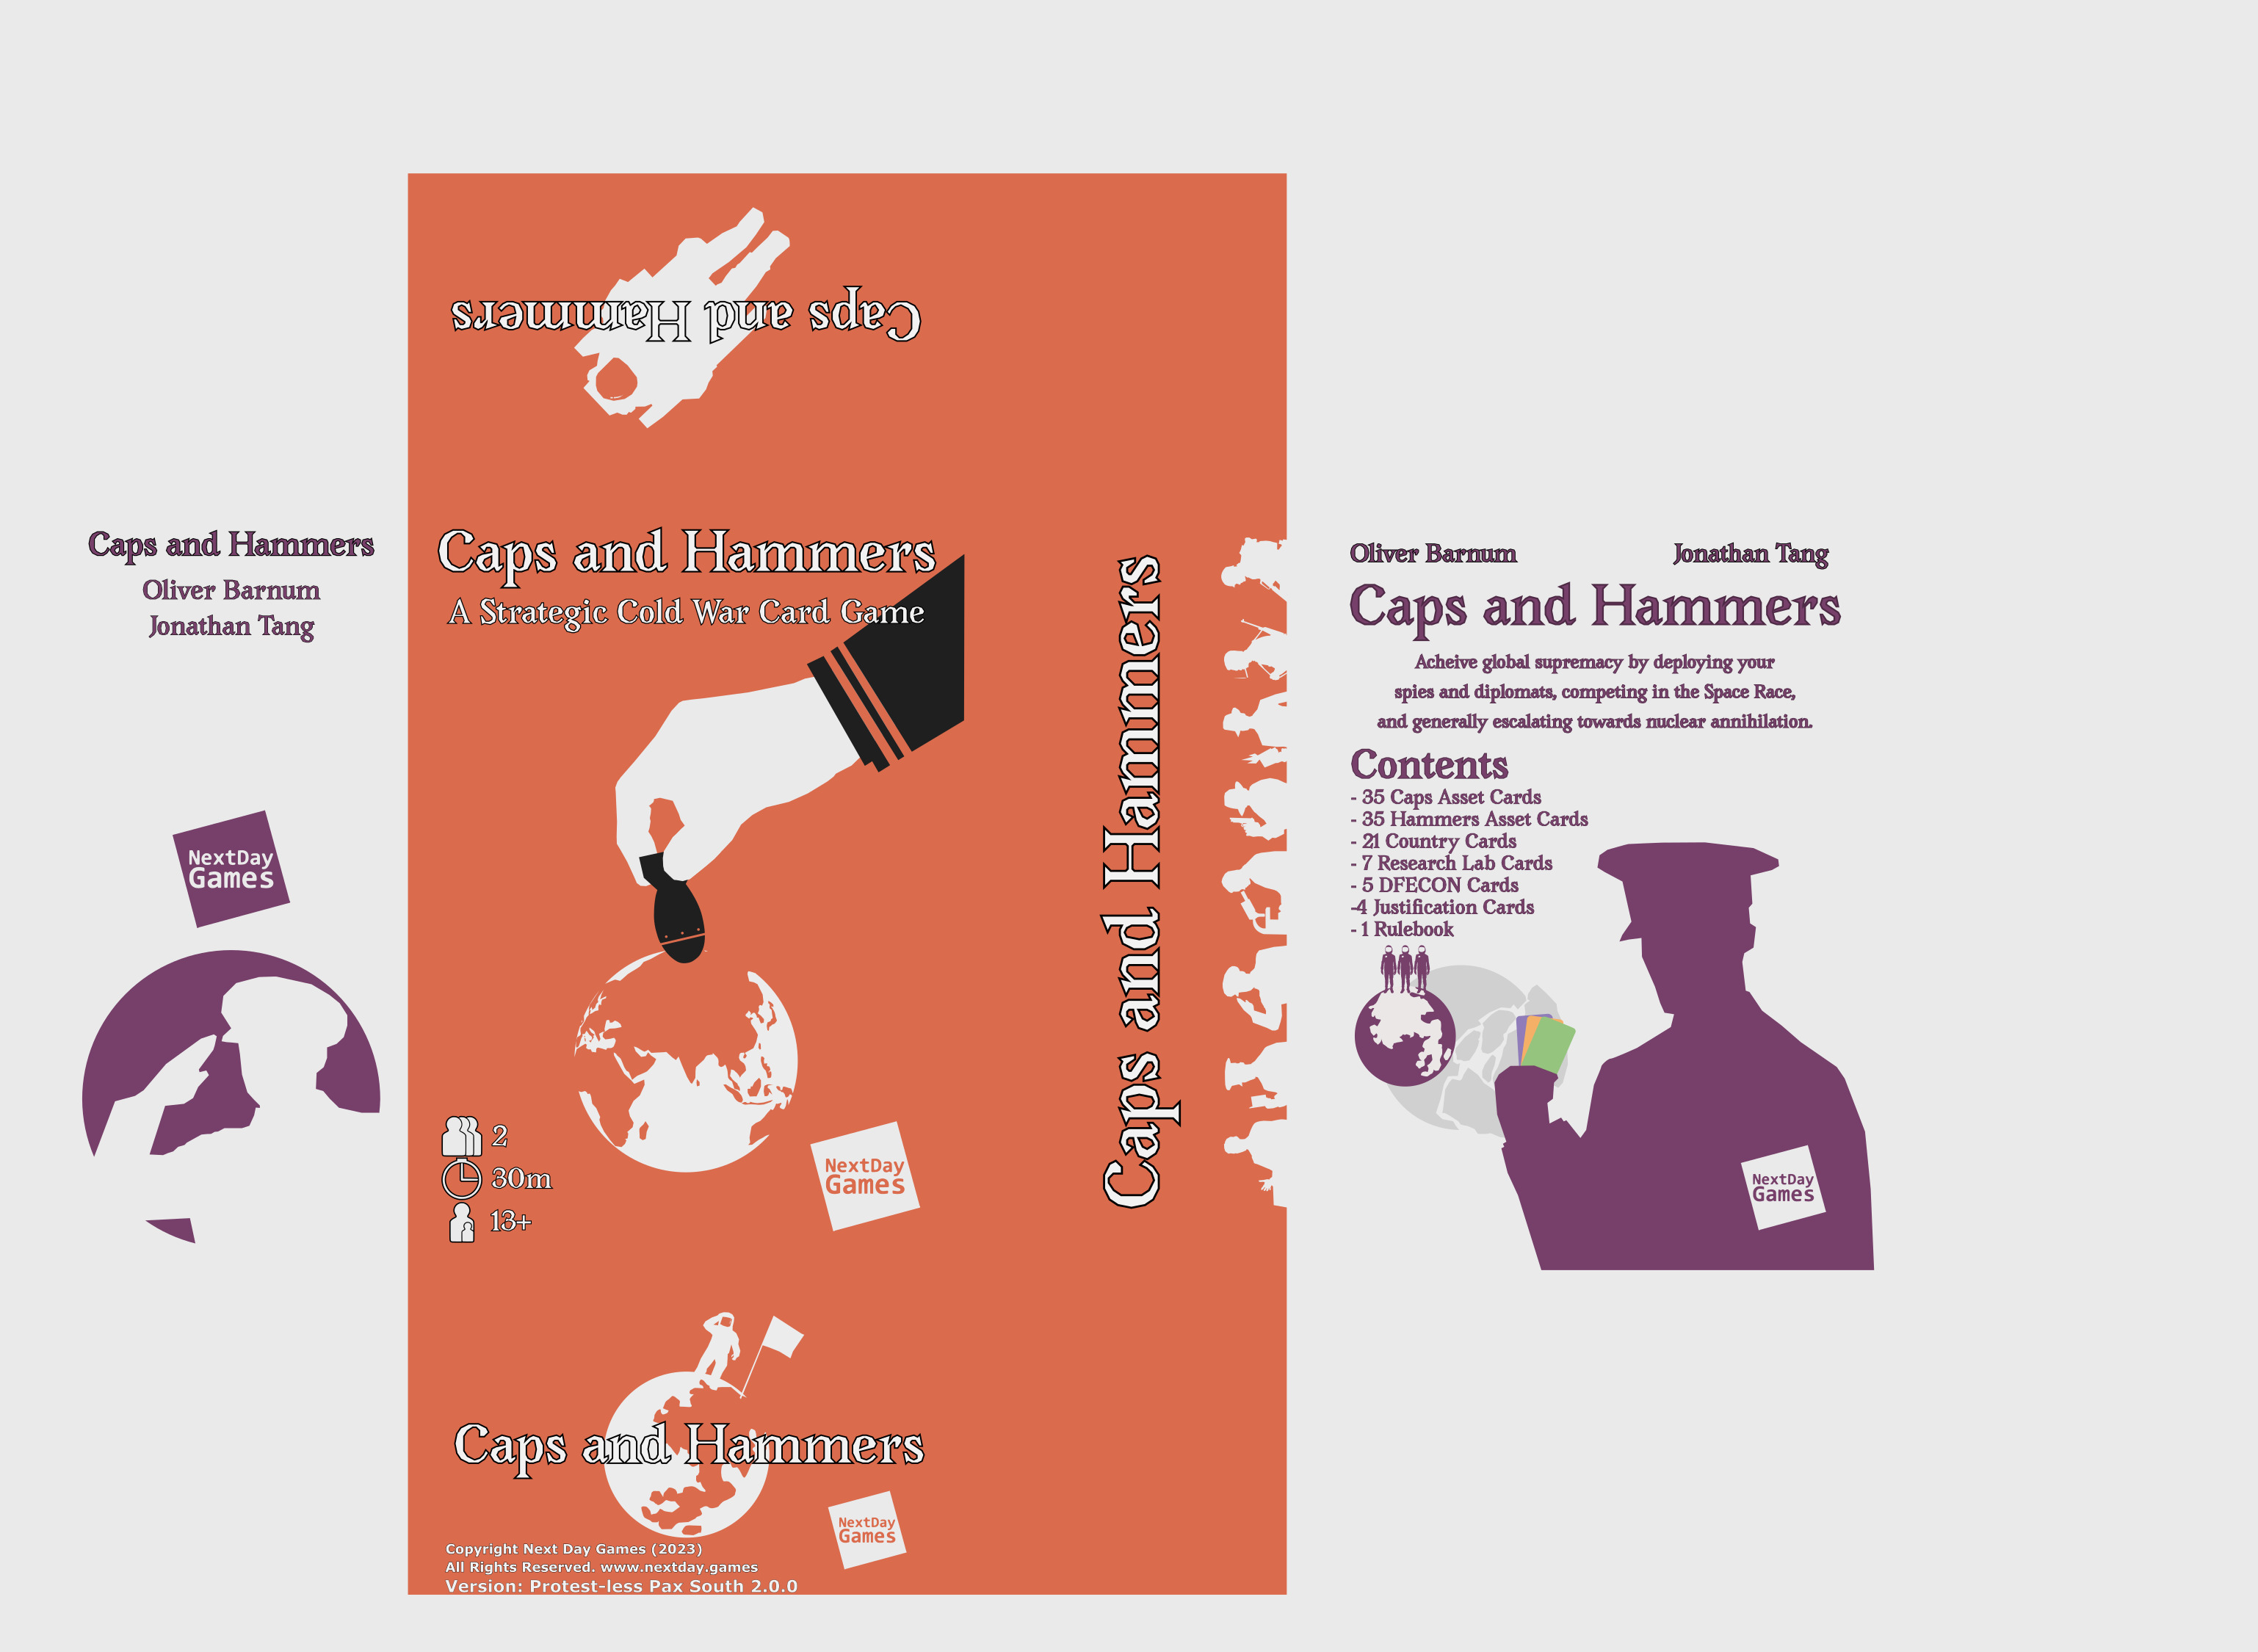 Caps and Hammers
Oliver Barnum
Jonathan Tang
NextDay
Games
Caps and Hammers
Caps and Hammers
A Strategic Cold War Card Game
2
30m
13+
NextDay
Games
Caps and Hammers
NextDay
Games
Copyright Next Day Games (2023)
All Rights Reserved. www.nextday.games
Version: Protest-less Pax South 2.0.0
Caps and Hammers
Oliver Barnum Jonathan Tang
Caps and Hammers
Acheive global supremacy by deploying your
spies and diplomats, competing in the Space Race,
and generally escalating towards nuclear annihilation.
Contents
- 35 Caps Asset Cards
- 35 Hammers Asset Cards
- 21 Country Cards
- 7 Research Lab Cards
- 5 DFECON Cards
-4 Justification Cards
- 1 Rulebook
NextDay
Games